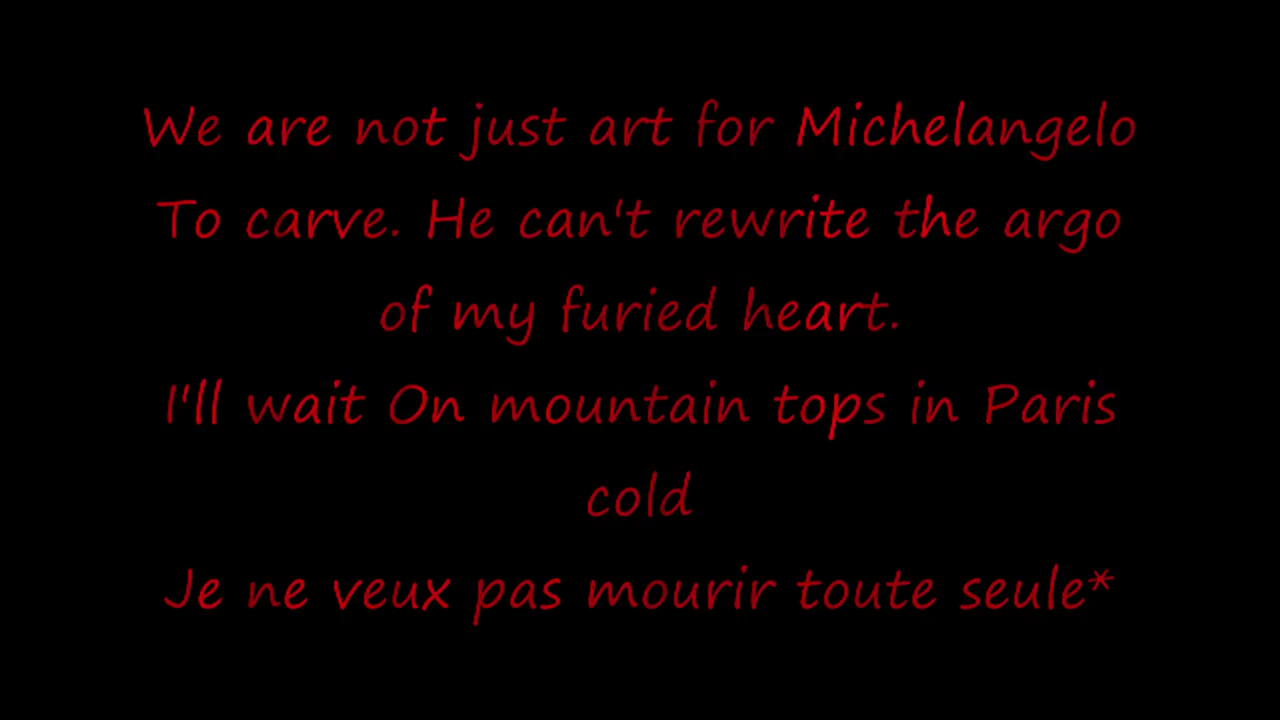 We are not just art for Michelangelo
To carve. He can't rewrite the argo
of my furied heart.
I'll wait On mountain tops in Paris
cold
Je ne veux pas mourir toute seule*